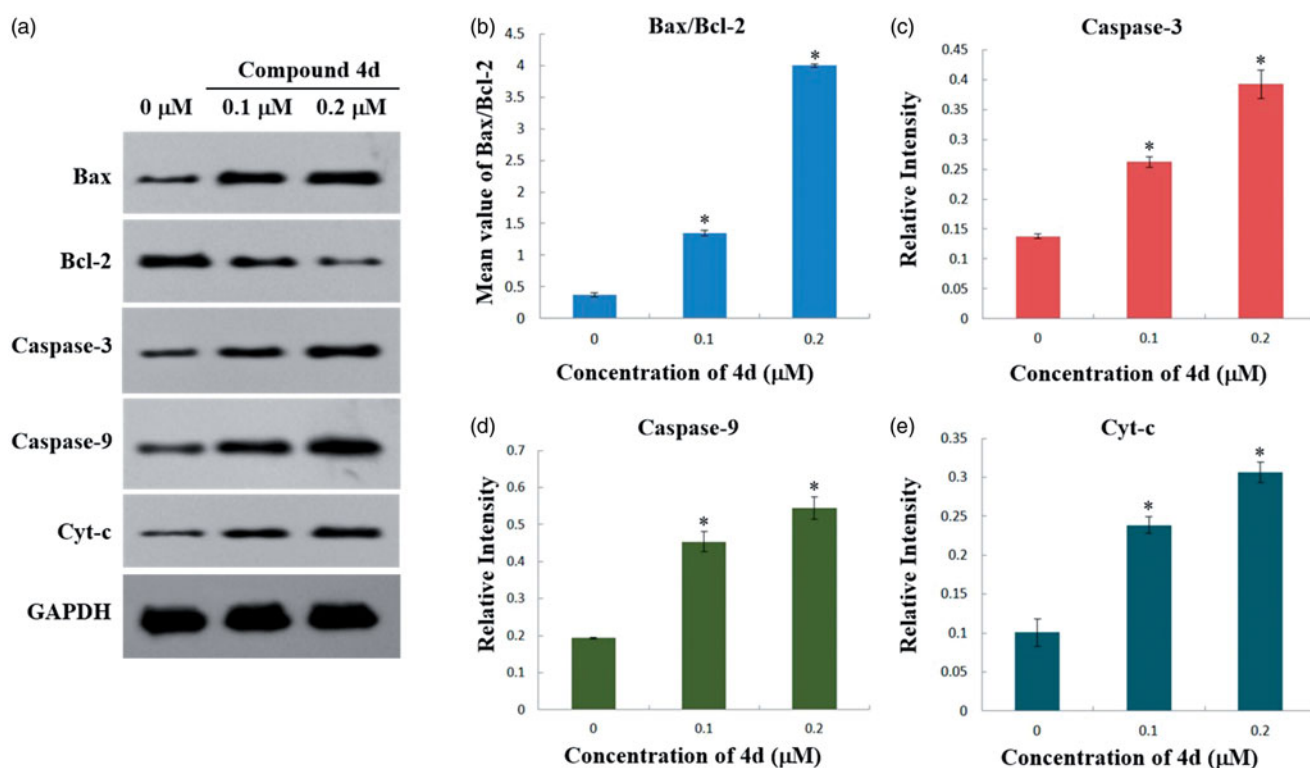 (a)
Compound 4d
0 μM
0.1 μM
0.2 μM
Bax
Bcl-2
Caspase-3
Caspase-9
Cyt-c
GAPDH
(b)
Bax/Bcl-2
Mean value of Bax/Bcl-2
4.5
4
3.5
3
2.5
2
1.5
1
0.5
0
*
*
0
0.1
0.2
Concentration of 4d (μM)
(c)
Caspase-3
Relative Intensity
0.45
0.4
0.35
0.3
0.25
0.2
0.15
0.1
0.05
0
*
*
0
0.1
0.2
Concentration of 4d (μM)
(d)
Caspase-9
Relative Intensity
0.7
0.6
0.5
0.4
0.3
0.2
0.1
0
*
*
0
0.1
0.2
Concentration of 4d (μM)
(e)
Cyt-c
Relative Intensity
0.35
0.3
0.25
0.2
0.15
0.1
0.05
0
*
*
0
0.1
0.2
Concentration of 4d (μM)